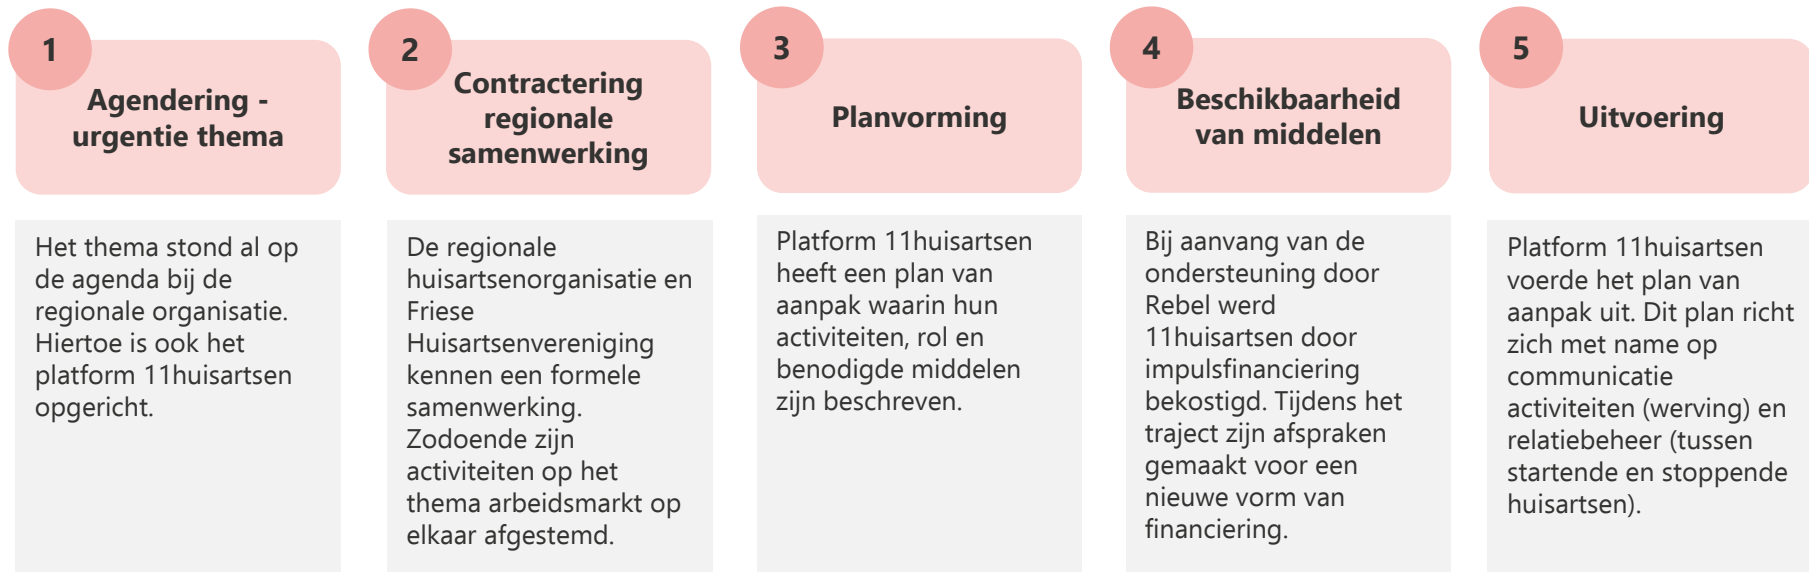 1
Agendering -
urgentie thema
Het thema stond al op
de agenda bij de
regionale organisatie.
Hiertoe is ook het
platform 11huisartsen
opgericht.
2
Contractering
regionale
samenwerking
De regionale
huisartsenorganisatie en
Friese
Huisartsenvereniging
kennen een formele
samenwerking.
Zodoende zijn
activiteiten op het
thema arbeidsmarkt op
elkaar afgestemd.
3
Planvorming
Platform 11huisartsen
heeft een plan van
aanpak waarin hun
activiteiten, rol en
benodigde middelen
zijn beschreven.
4
Beschikbaarheid
van middelen
Bij aanvang van de
ondersteuning door
Rebel werd
11huisartsen door
impulsfinanciering
bekostigd. Tijdens het
traject zijn afspraken
gemaakt voor een
nieuwe vorm van
financiering.
5
Uitvoering
Platform 11huisartsen
voerde het plan van
aanpak uit. Dit plan richt
zich met name op
communicatie
activiteiten (werving) en
relatiebeheer (tussen
startende en stoppende
huisartsen).